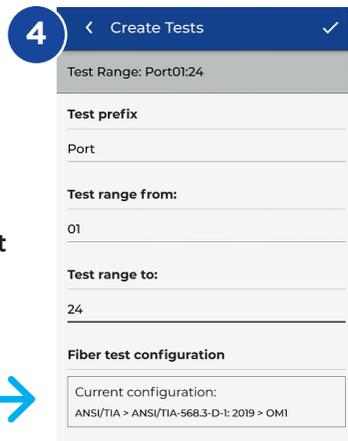 4
Create Tests
Test Range: Port01:24
Test prefix
Port
Test range from:
01
t
Test range to:
24
Fiber test configuration
Current configuration:
ANSI/TIA > ANSI/TIA-568.3-D-1: 2019 > OM1